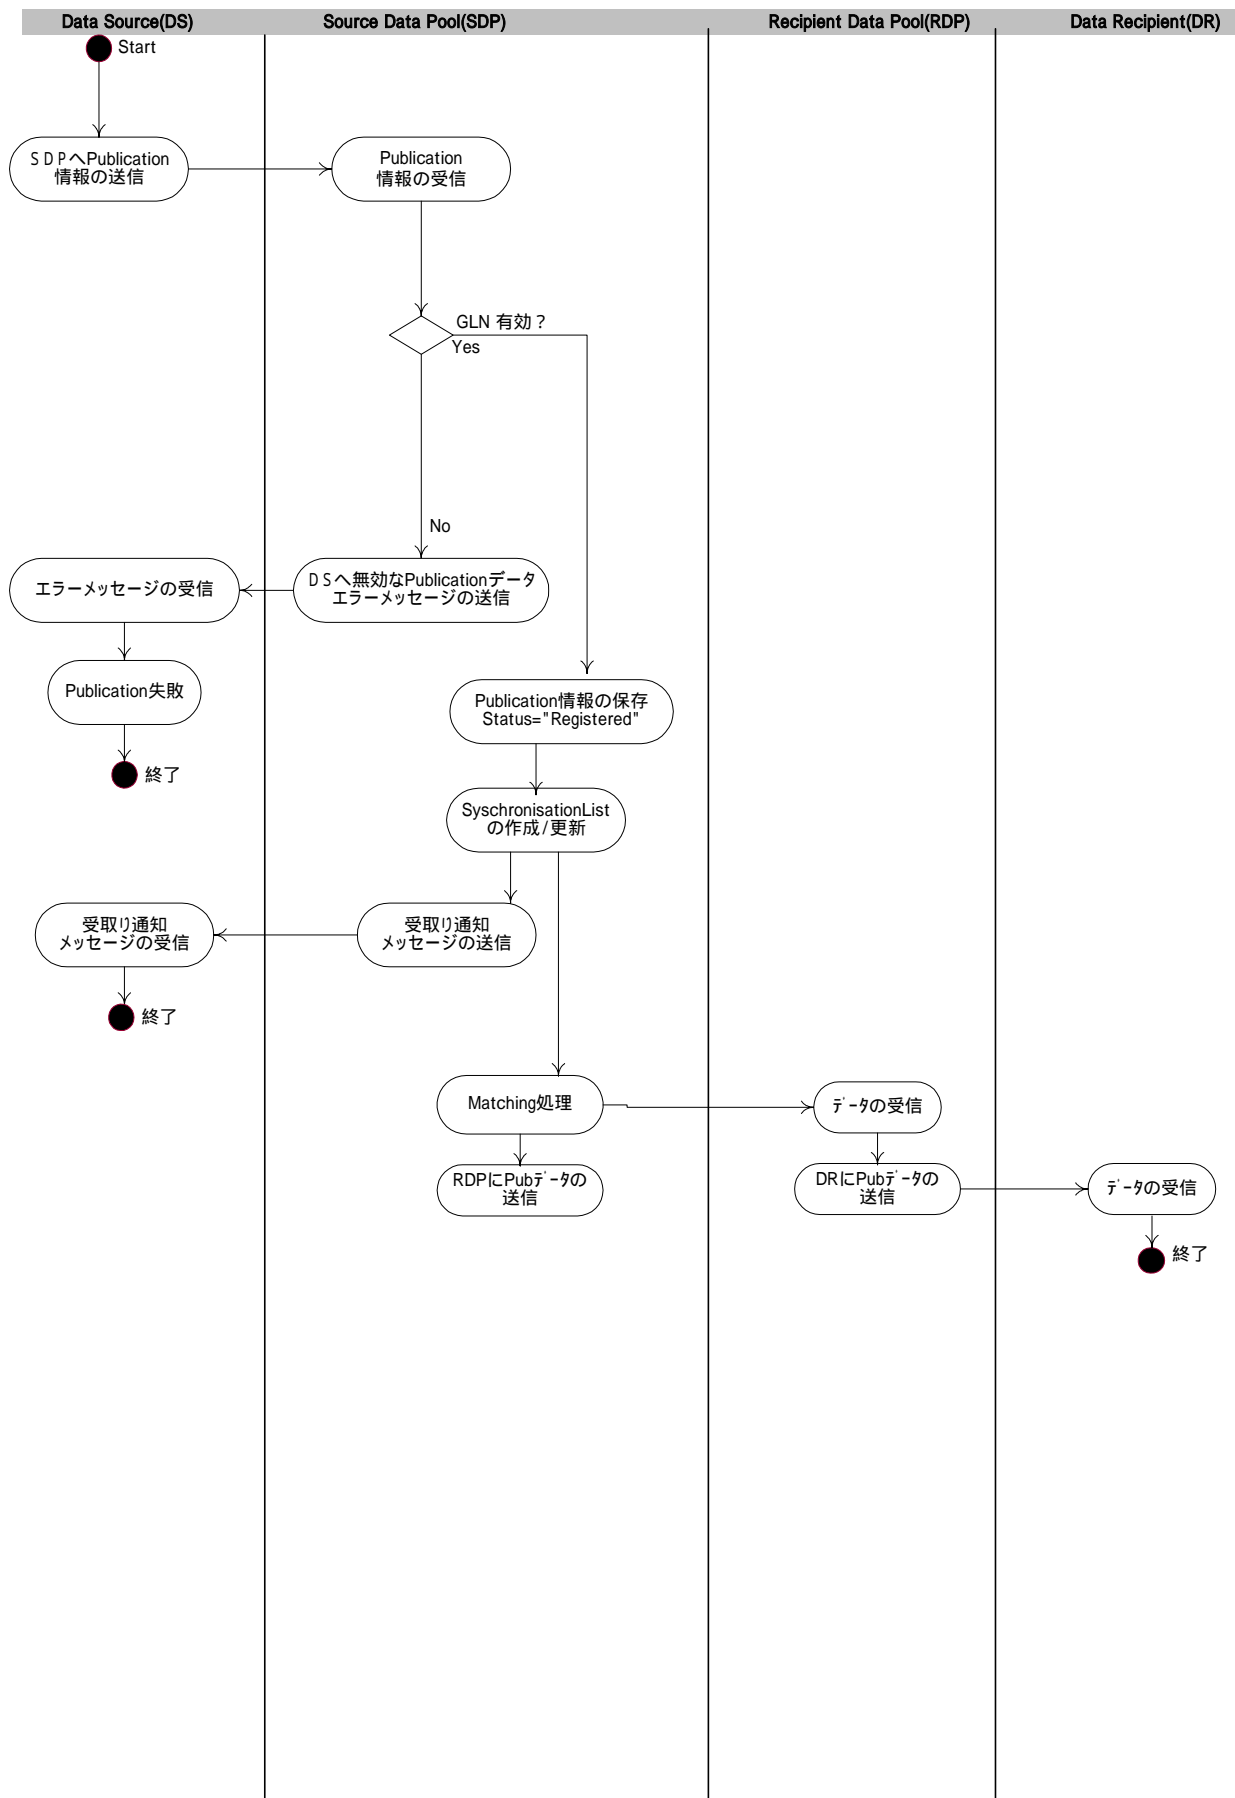 Data Source(DS)
Source Data Pool(SDP)
Recipient Data Pool(RDP)
Data Recipient(DR)
Start
ＳＤＰへPublication
情報の送信
Publication
情報の受信
GLN 有効？
Yes
No
エラーメッセージの受信
ＤＳへ無効なPublicationデータ
エラーメッセージの送信
Publication失敗
終了
Publication情報の保存
Status="Registered"
SyschronisationList
の作成/更新
受取り通知
メッセージの受信
受取り通知
メッセージの送信
終了
Matching処理
ﾃﾞｰﾀの受信
RDPにPubﾃﾞｰﾀの
送信
DRにPubﾃﾞｰﾀの
送信
ﾃﾞｰﾀの受信
終了